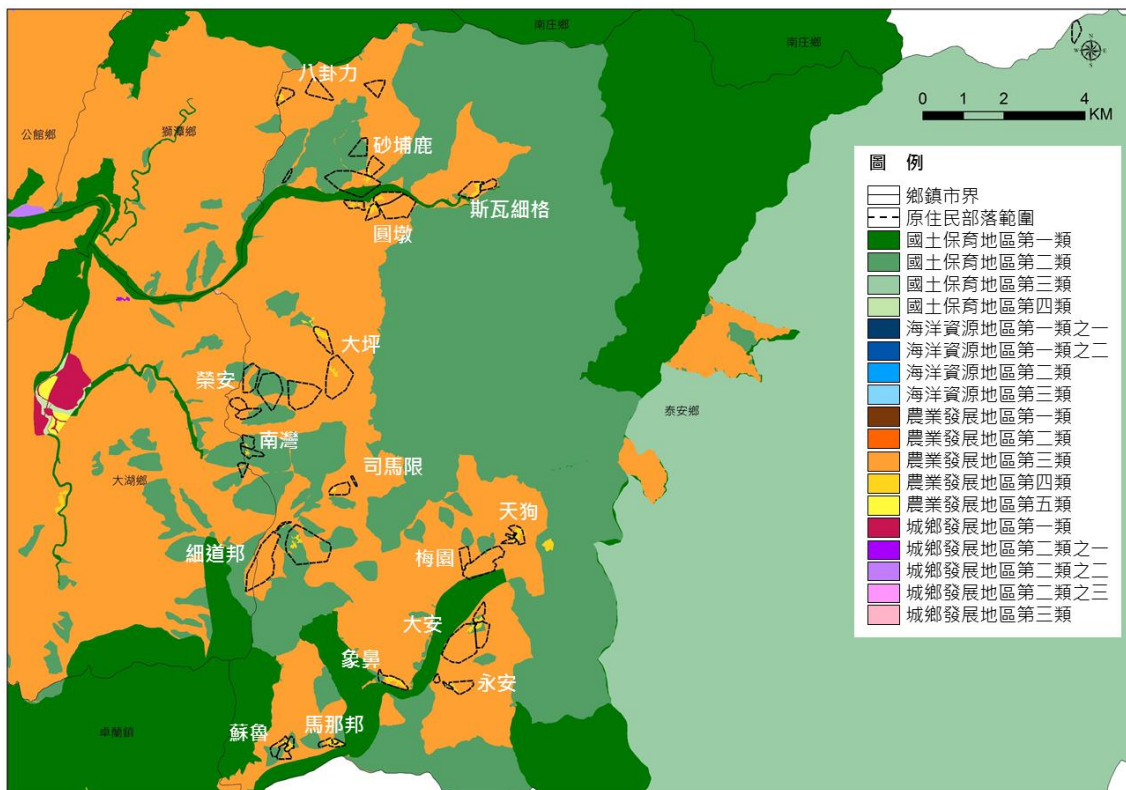 南庄鄉
南庄鄉
N
W
E
S
八卦力
0 1 2 4
KM
公館鄉
獅潭鄉
砂埔鹿
斯瓦細格
圓墩
大坪
榮安
泰安鄉
南灣
司馬限
大湖鄉
天狗
細道邦
梅園
大安
象鼻
永安
卓蘭鎮
蘇魯
馬那邦
圖 例
鄉鎮市界
原住民部落範圍
國土保育地區第一類
國土保育地區第二類
國土保育地區第三類
國土保育地區第四類
海洋資源地區第一類之一
海洋資源地區第一類之二
海洋資源地區第二類
海洋資源地區第三類
農業發展地區第一類
農業發展地區第二類
農業發展地區第三類
農業發展地區第四類
農業發展地區第五類
城鄉發展地區第一類
城鄉發展地區第二類之一
城鄉發展地區第二類之二
城鄉發展地區第二類之三
城鄉發展地區第三類